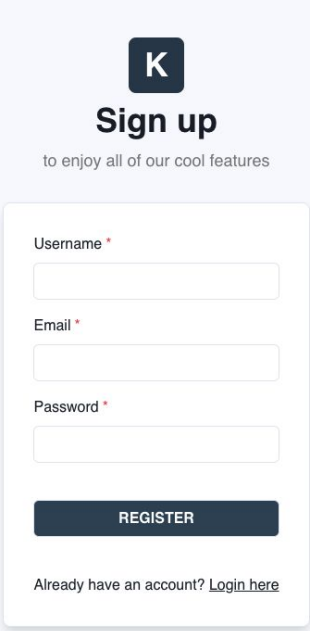 K
Sign up
to enjoy all of our cool features
Username *
Email *
Password *
REGISTER
Already have an account? Login here